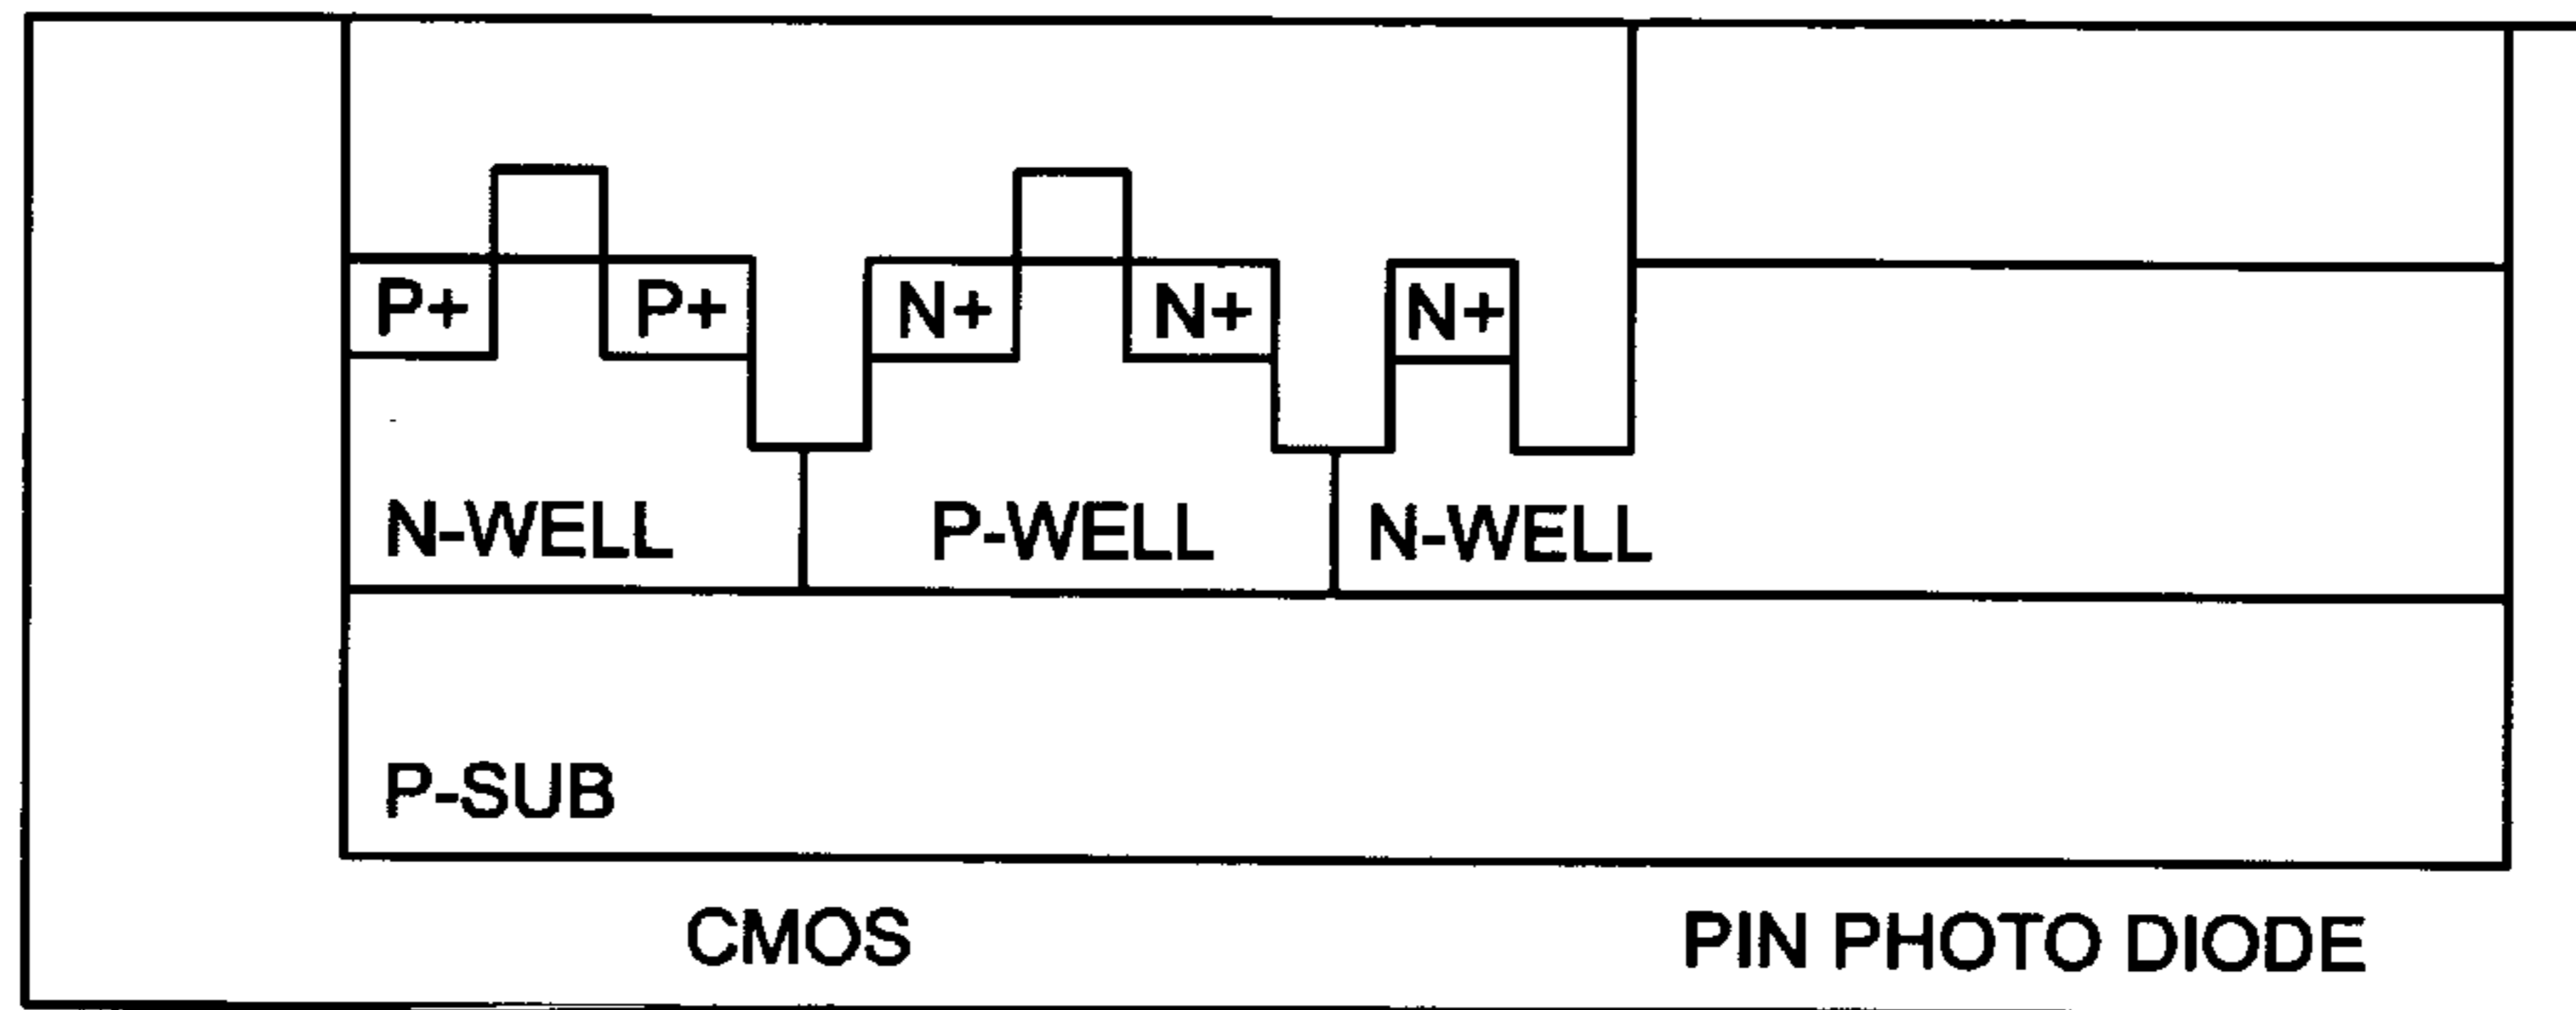 P+ P+ N+ N+ N+
N-WELL P-WELL N-WELL
P-SUB
CMOS PIN PHOTO DIODE